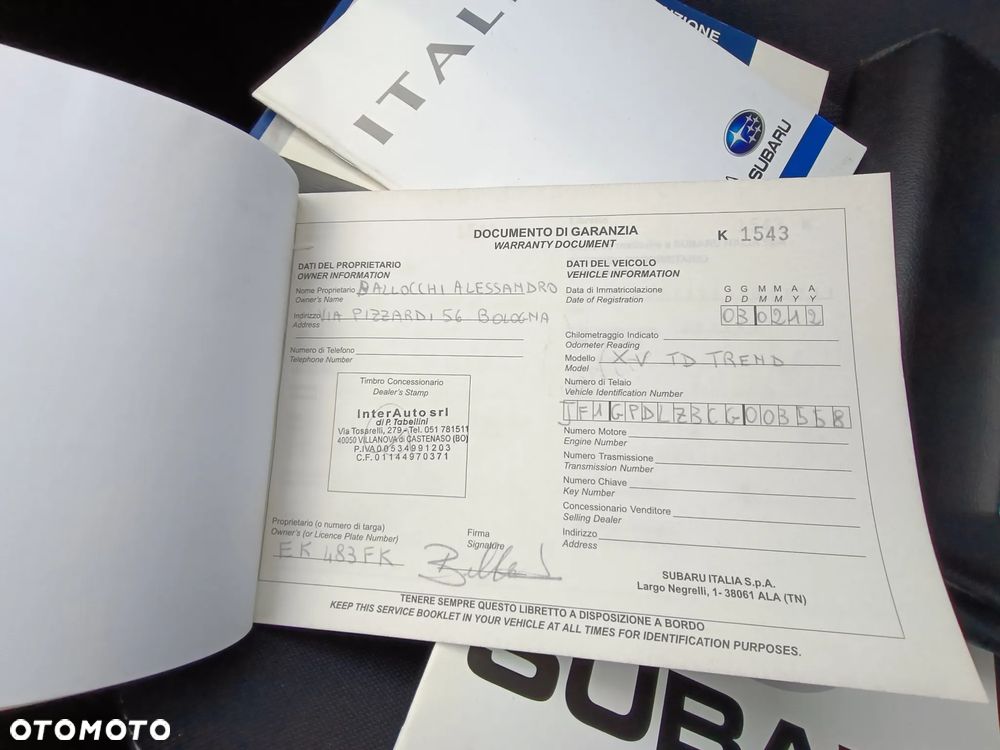 ITAL
ZIONE
SUBARU
DOCUMENTO DI GARANZIA
WARRANTY DOCUMENT
K 1543
DATI DEL PROPRIETARIO
OWNER INFORMATION
Nome Proprietario BALLOCCHI ALESSANDRO
Owner's Name
Indirizzo VIA PIZZARDI 56 BOLOGNA
Address
Numero di Telefono
Telephone Number
Timbro Concessionario
Dealer's Stamp
InterAuto srl
di P. Tabellini
Via Tosarelli, 279 - Tel. 051 781511
40050 VILLANOVA di CASTENASO (BO)
P.IVA 00534991203
C.F. 01144970371
Proprietario (o numero di targa)
Owner's (or Licence Plate Number)
EK 483FK
Firma
Signature
DATI DEL VEICOLO
VEHICLE INFORMATION
Data di Immatricolazione G G M M A A
Date of Registration D D M M Y Y
030212
Chilometraggio Indicato
Odometer Reading
Modello XV TD TREND
Model
Numero di Telaio
Vehicle Identification Number
JF1GPDLZ3CG003558
Numero Motore
Engine Number
Numero Trasmissione
Transmission Number
Numero Chiave
Key Number
Concessionario Venditore
Selling Dealer
Indirizzo
Address
SUBARU ITALIA S.p.A.
Largo Negrelli, 1- 38061 ALA (TN)
TENERE SEMPRE QUESTO LIBRETTO A DISPOSIZIONE A BORDO
KEEP THIS SERVICE BOOKLET IN YOUR VEHICLE AT ALL TIMES FOR IDENTIFICATION PURPOSES.
SUBA
OTOMOTO